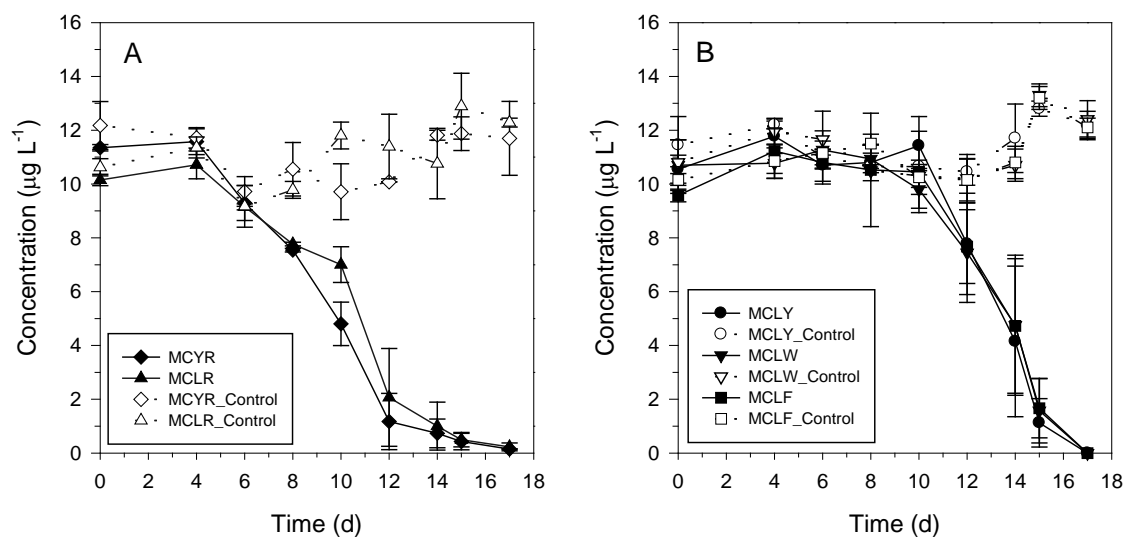 A
Concentration (µg L⁻¹)
16
14
12
10
8
6
4
2
0
MCYR
MCLR
MCYR_Control
MCLR_Control
0 2 4 6 8 10 12 14 16 18
Time (d)
B
Concentration (µg L⁻¹)
16
14
12
10
8
6
4
2
0
MCLY
MCLY_Control
MCLW
MCLW_Control
MCLF
MCLF_Control
0 2 4 6 8 10 12 14 16 18
Time (d)